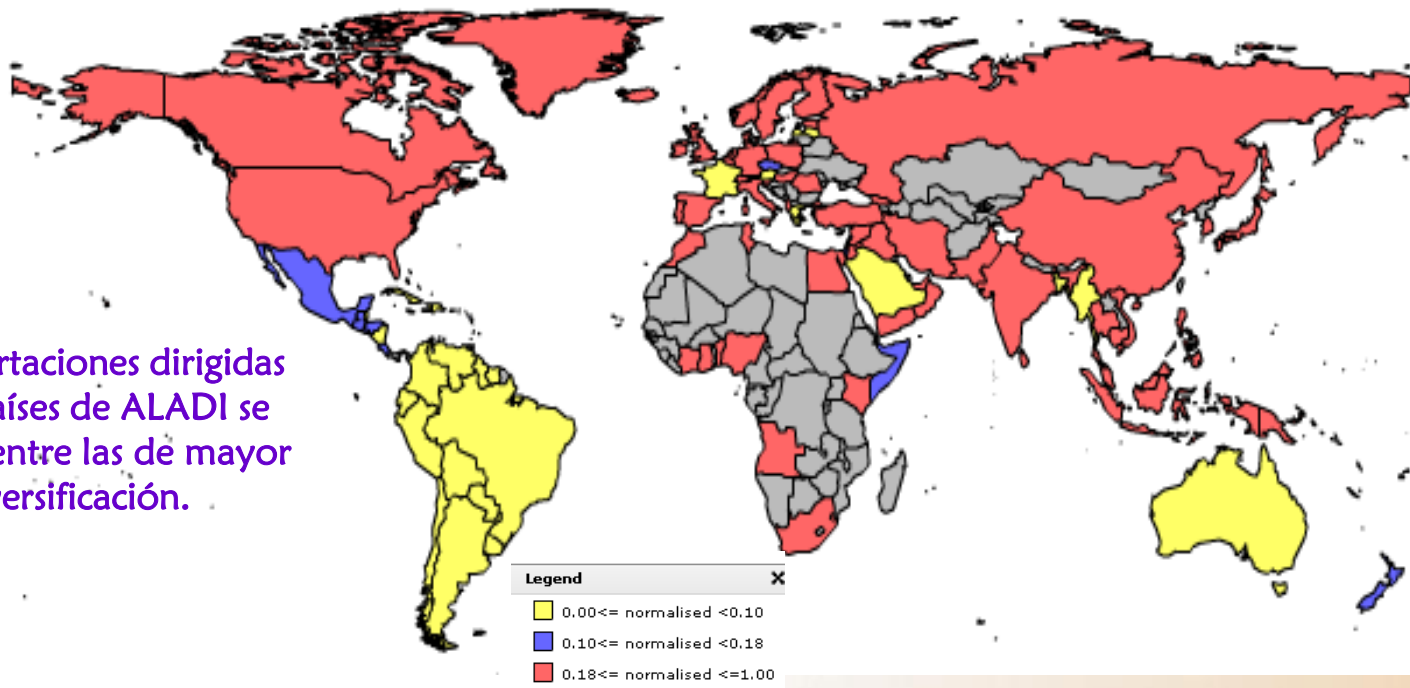 rtaciones dirigidas
aíses de ALADI se
entre las de mayor
ersificación.
Legend
0.00<= normalised <0.10
0.10<= normalised <0.18
0.18<= normalised <=1.00